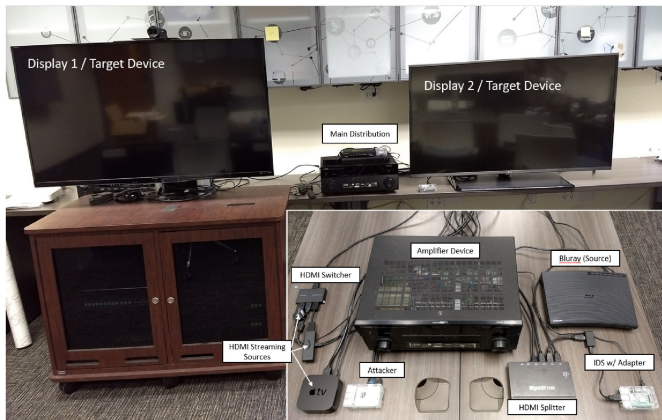 Display 1 / Target Device
Display 2 / Target Device
Main Distribution
Amplifier Device
Bluray (Source)
HDMI Switcher
HDMI Streaming
Sources
Attacker
IDS w/ Adapter
HDMI Splitter
tv